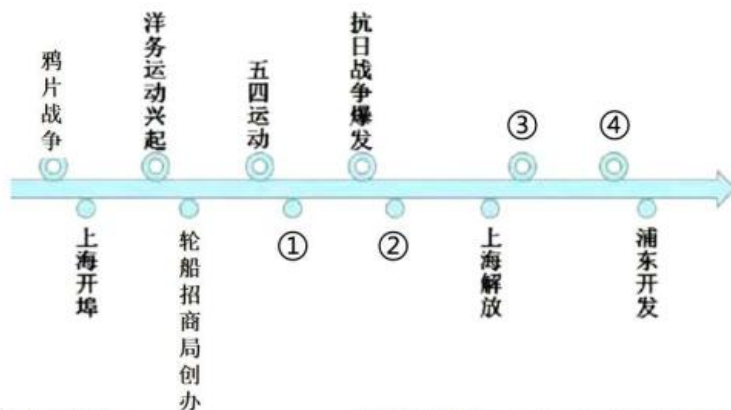 鸦片战争
洋务运动兴起
五四运动
抗日战争爆发
③
④
上海开埠
轮船招商局创办
①
②
上海解放
浦东开发